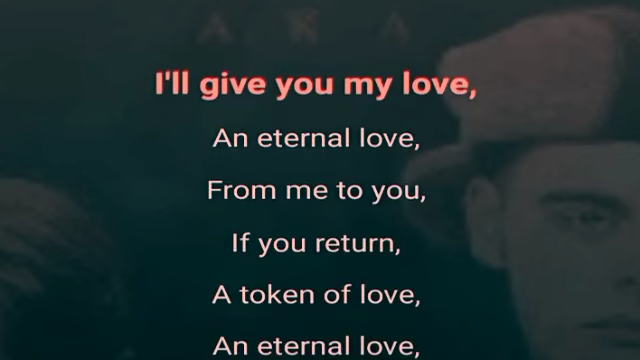 A K A
I'll give you my love,
An eternal love,
From me to you,
If you return,
A token of love,
An eternal love,